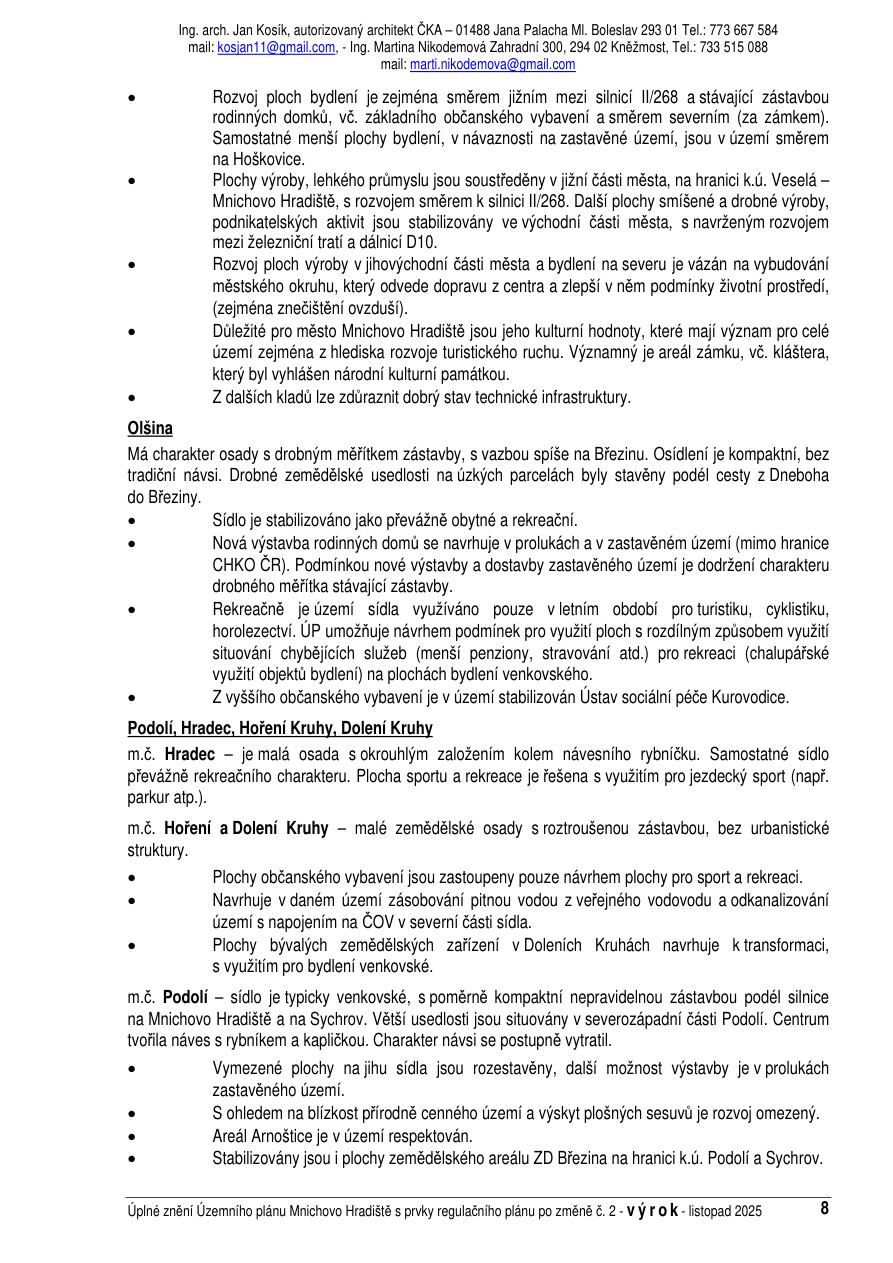 Ing. arch. Jan Kosík, autorizovaný architekt ČKA – 01488 Jana Palacha Ml. Boleslav 293 01 Tel.: 773 667 584
mail: kosjan11@gmail.com, - Ing. Martina Nikodemová Zahradní 300, 294 02 Kněžmost, Tel.: 733 515 088
mail: marti.nikodemova@gmail.com
• Rozvoj ploch bydlení je zejména směrem jižním mezi silnicí II/268 a stávající zástavbou
rodinných domků, vč. základního občanského vybavení a směrem severním (za zámkem).
Samostatné menší plochy bydlení, v návaznosti na zastavěné území, jsou v území směrem
na Hoškovice.
• Plochy výroby, lehkého průmyslu jsou soustředěny v jižní části města, na hranici k.ú. Veselá –
Mnichovo Hradiště, s rozvojem směrem k silnici II/268. Další plochy smíšené a drobné výroby,
podnikatelských aktivit jsou stabilizovány ve východní části města, s navrženým rozvojem
mezi železniční tratí a dálnicí D10.
• Rozvoj ploch výroby v jihovýchodní části města a bydlení na severu je vázán na vybudování
městského okruhu, který odvede dopravu z centra a zlepší v něm podmínky životní prostředí,
(zejména znečištění ovzduší).
• Důležité pro město Mnichovo Hradiště jsou jeho kulturní hodnoty, které mají význam pro celé
území zejména z hlediska rozvoje turistického ruchu. Významný je areál zámku, vč. kláštera,
který byl vyhlášen národní kulturní památkou.
• Z dalších kladů lze zdůraznit dobrý stav technické infrastruktury.
Olšina
Má charakter osady s drobným měřítkem zástavby, s vazbou spíše na Březinu. Osídlení je kompaktní, bez
tradiční návsi. Drobné zemědělské usedlosti na úzkých parcelách byly stavěny podél cesty z Dneboha
do Březiny.
• Sídlo je stabilizováno jako převážně obytné a rekreační.
• Nová výstavba rodinných domů se navrhuje v prolukách a v zastavěném území (mimo hranice
CHKO ČR). Podmínkou nové výstavby a dostavby zastavěného území je dodržení charakteru
drobného měřítka stávající zástavby.
• Rekreačně je území sídla využíváno pouze v letním období pro turistiku, cyklistiku,
horolezectví. ÚP umožňuje návrhem podmínek pro využití ploch s rozdílným způsobem využití
situování chybějících služeb (menší penziony, stravování atd.) pro rekreaci (chalupářské
využití objektů bydlení) na plochách bydlení venkovského.
• Z vyššího občanského vybavení je v území stabilizován Ústav sociální péče Kurovodice.
Podolí, Hradec, Hoření Kruhy, Dolení Kruhy
m.č. Hradec – je malá osada s okrouhlým založením kolem návesního rybníčku. Samostatné sídlo
převážně rekreačního charakteru. Plocha sportu a rekreace je řešena s využitím pro jezdecký sport (např.
parkur atp.).
m.č. Hoření a Dolení Kruhy – malé zemědělské osady s roztroušenou zástavbou, bez urbanistické
struktury.
• Plochy občanského vybavení jsou zastoupeny pouze návrhem plochy pro sport a rekreaci.
• Navrhuje v daném území zásobování pitnou vodou z veřejného vodovodu a odkanalizování
území s napojením na ČOV v severní části sídla.
• Plochy bývalých zemědělských zařízení v Doleních Kruhách navrhuje k transformaci,
s využitím pro bydlení venkovské.
m.č. Podolí – sídlo je typicky venkovské, s poměrně kompaktní nepravidelnou zástavbou podél silnice
na Mnichovo Hradiště a na Sychrov. Větší usedlosti jsou situovány v severozápadní části Podolí. Centrum
tvořila náves s rybníkem a kapličkou. Charakter návsi se postupně vytratil.
• Vymezené plochy na jihu sídla jsou rozestavěny, další možnost výstavby je v prolukách
zastavěného území.
• S ohledem na blízkost přírodně cenného území a výskyt plošných sesuvů je rozvoj omezený.
• Areál Arnoštice je v území respektován.
• Stabilizovány jsou i plochy zemědělského areálu ZD Březina na hranici k.ú. Podolí a Sychrov.
Úplné znění Územního plánu Mnichovo Hradiště s prvky regulačního plánu po změně č. 2 - v ý r o k - listopad 2025 8